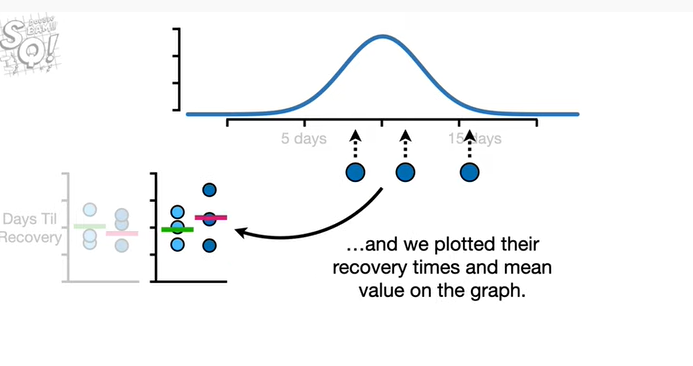 SQ!
5 days
15 days
Days Til
Recovery
…and we plotted their
recovery times and mean
value on the graph.